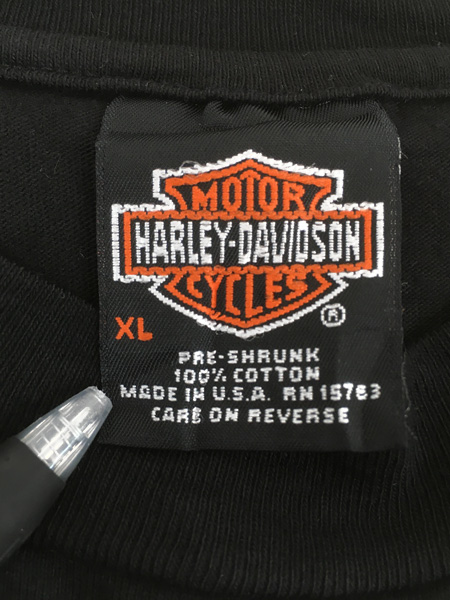 MOTOR
HARLEY-DAVIDSON
CYCLES
®
XL
PRE-SHRUNK
100% COTTON
MADE IN U.S.A. RN 15763
CARE ON REVERSE